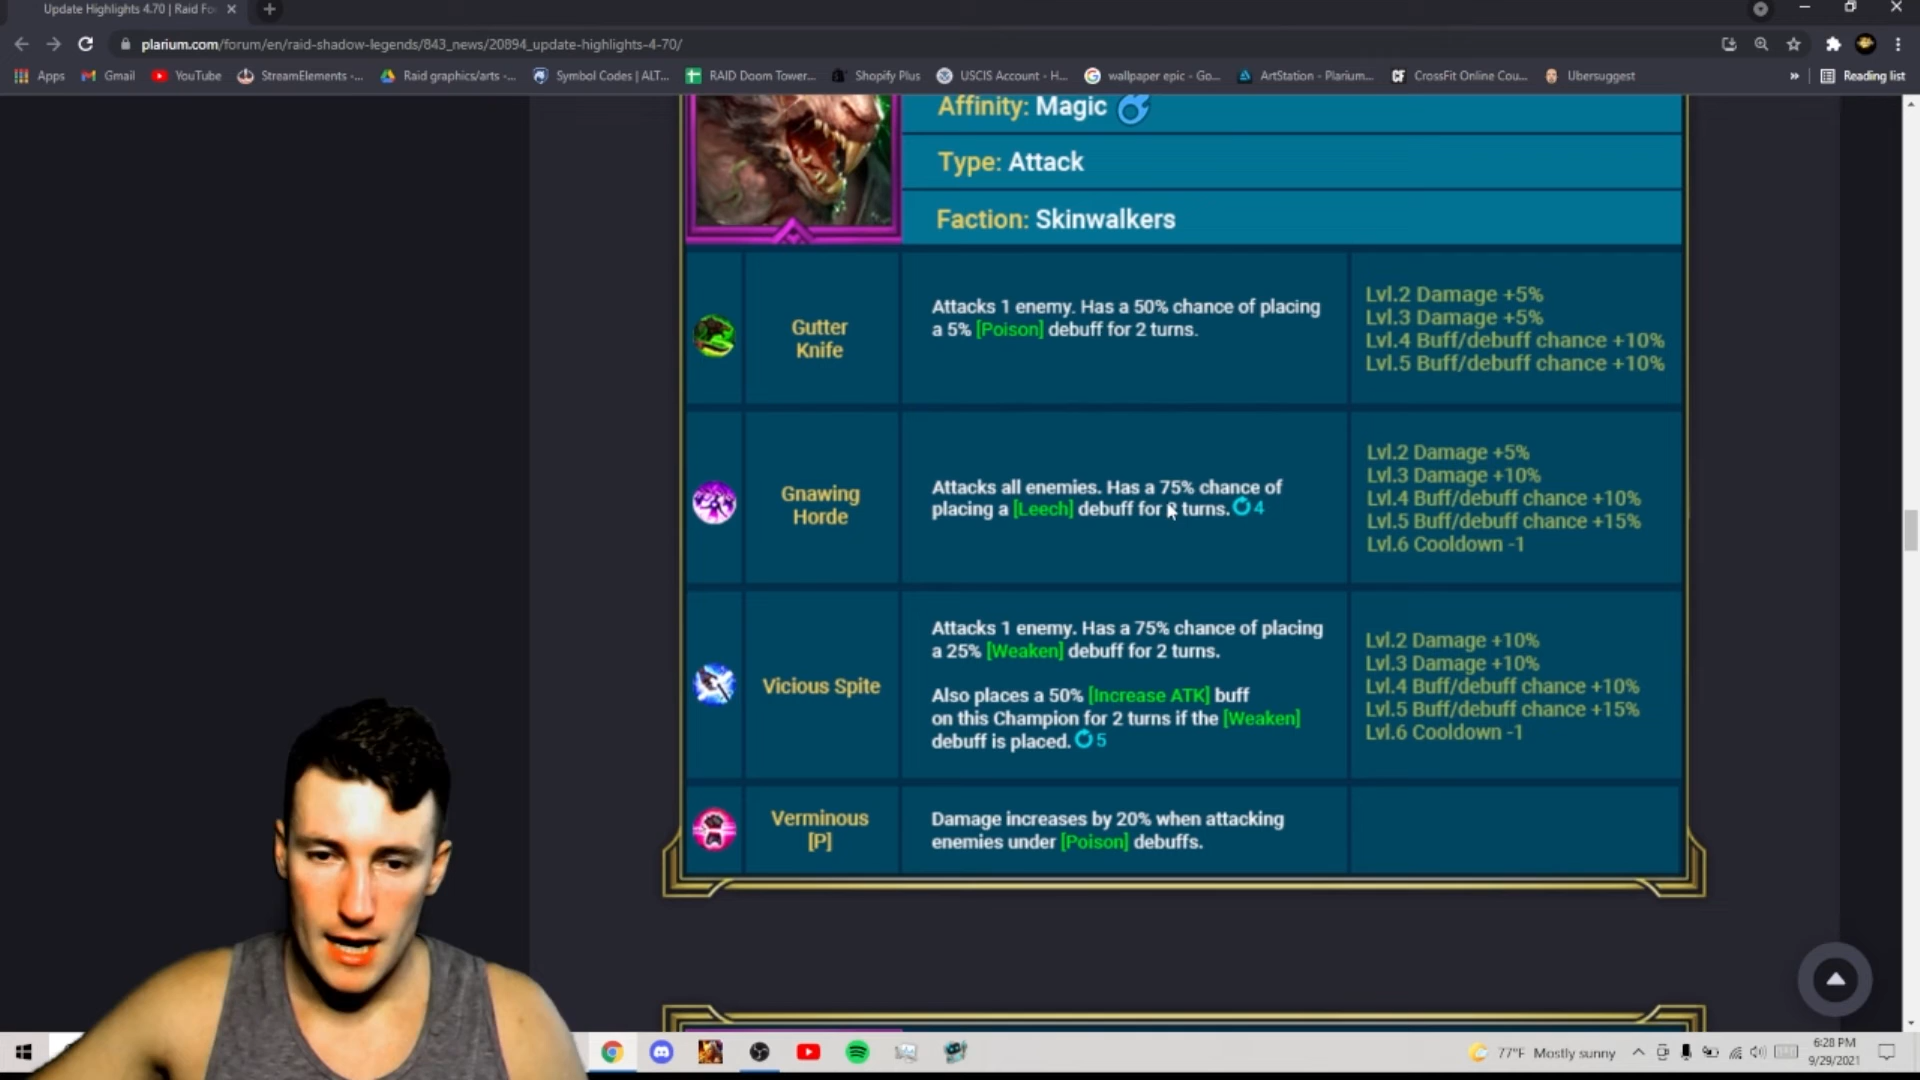 Update Highlights 4.70 | Raid Fo
plarium.com/forum/en/raid-shadow-legends/843_news/20894_update-highlights-4-70/
Apps
Gmail
YouTube
StreamElements -...
Raid graphics/arts -...
Symbol Codes | ALT...
RAID Doom Tower...
Shopify Plus
USCIS Account - H...
wallpaper epic - Go...
ArtStation - Plarium...
CrossFit Online Cou...
Ubersuggest
»
Reading list
Affinity: Magic
Type: Attack
Faction: Skinwalkers
Gutter
Knife
Attacks 1 enemy. Has a 50% chance of placing
a 5% [Poison] debuff for 2 turns.
Lvl.2 Damage +5%
Lvl.3 Damage +5%
Lvl.4 Buff/debuff chance +10%
Lvl.5 Buff/debuff chance +10%
Gnawing
Horde
Attacks all enemies. Has a 75% chance of
placing a [Leech] debuff for turns. 4
Lvl.2 Damage +5%
Lvl.3 Damage +10%
Lvl.4 Buff/debuff chance +10%
Lvl.5 Buff/debuff chance +15%
Lvl.6 Cooldown -1
Vicious Spite
Attacks 1 enemy. Has a 75% chance of placing
a 25% [Weaken] debuff for 2 turns.
Also places a 50% [Increase ATK] buff
on this Champion for 2 turns if the [Weaken]
debuff is placed. 5
Lvl.2 Damage +10%
Lvl.3 Damage +10%
Lvl.4 Buff/debuff chance +10%
Lvl.5 Buff/debuff chance +15%
Lvl.6 Cooldown -1
Verminous
[P]
Damage increases by 20% when attacking
enemies under [Poison] debuffs.
77°F Mostly sunny
6:28 PM
9/29/2021